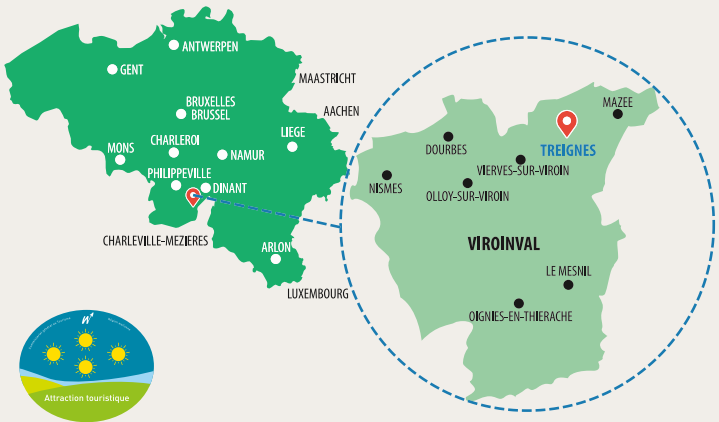 ANTWERPEN
GENT
MAASTRICHT
BRUXELLES
BRUSSEL
AACHEN
MONS
CHARLEROI
LIEGE
NAMUR
PHILIPPEVILLE
DINANT
CHARLEVILLE-MEZIERES
ARLON
LUXEMBOURG
MAZEE
DOURBES
TREIGNES
VIERVES-SUR-VIROIN
NISMES
OLLOY-SUR-VIROIN
VIROINVAL
LE MESNIL
OIGNIES-EN-THIERACHE
Attraction touristique